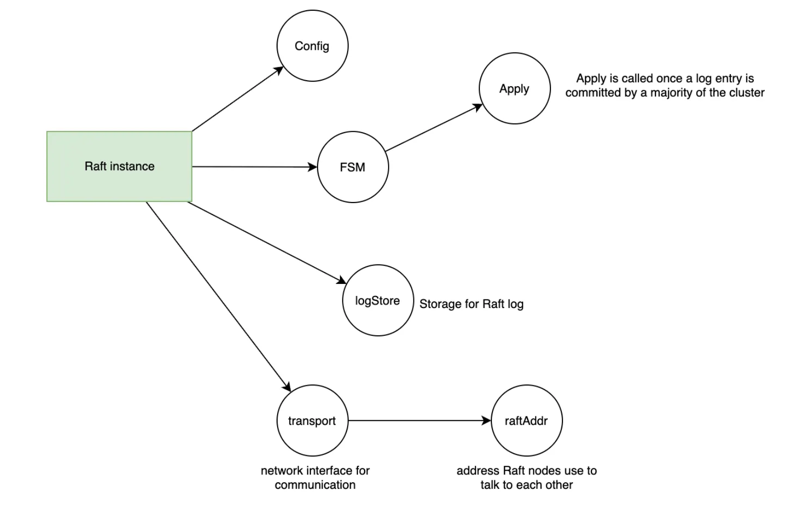 Config
Apply
Apply is called once a log entry is
committed by a majority of the cluster
Raft instance
FSM
logStore
Storage for Raft log
transport
raftAddr
network interface for
communication
address Raft nodes use to
talk to each other